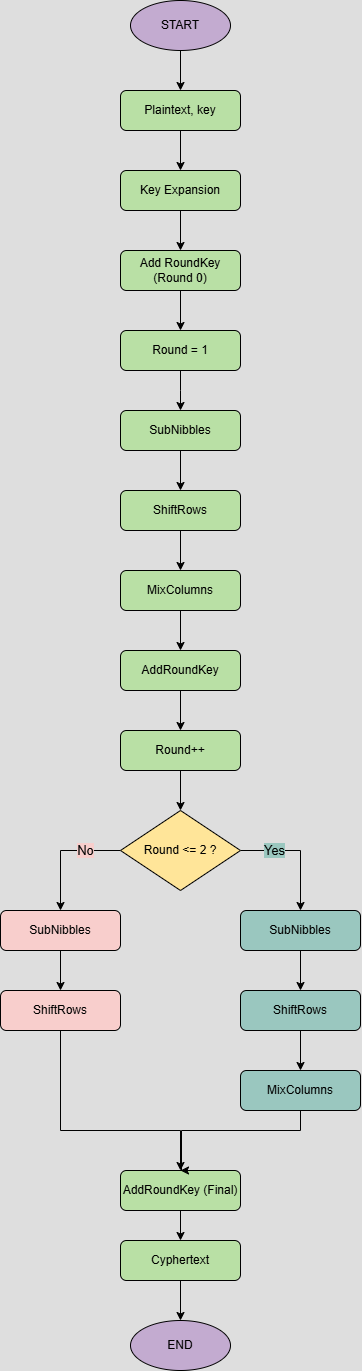 START
Plaintext, key
Key Expansion
Add RoundKey
(Round 0)
Round = 1
SubNibbles
ShiftRows
MixColumns
AddRoundKey
Round++
Round <= 2 ?
No
Yes
SubNibbles
SubNibbles
ShiftRows
ShiftRows
MixColumns
AddRoundKey (Final)
Cyphertext
END